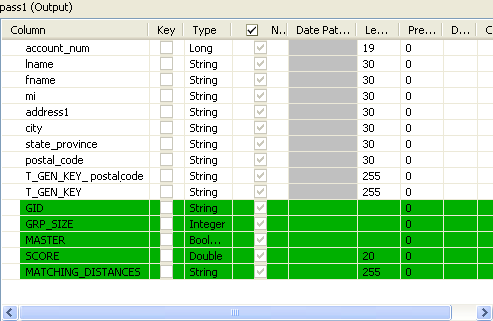 pass1 (Output)
Column Key Type N.. Date Pat... Le... Pre... D... C
account_num Long 19 0
lname String 30 0
fname String 30 0
mi String 30 0
address1 String 30 0
city String 30 0
state_province String 30 0
postal_code String 30 0
T_GEN_KEY_postalcode String 255 0
T_GEN_KEY String 255 0
GID String 0
GRP_SIZE Integer 0
MASTER Bool... 0
SCORE Double 20 0
MATCHING_DISTANCES String 255 0